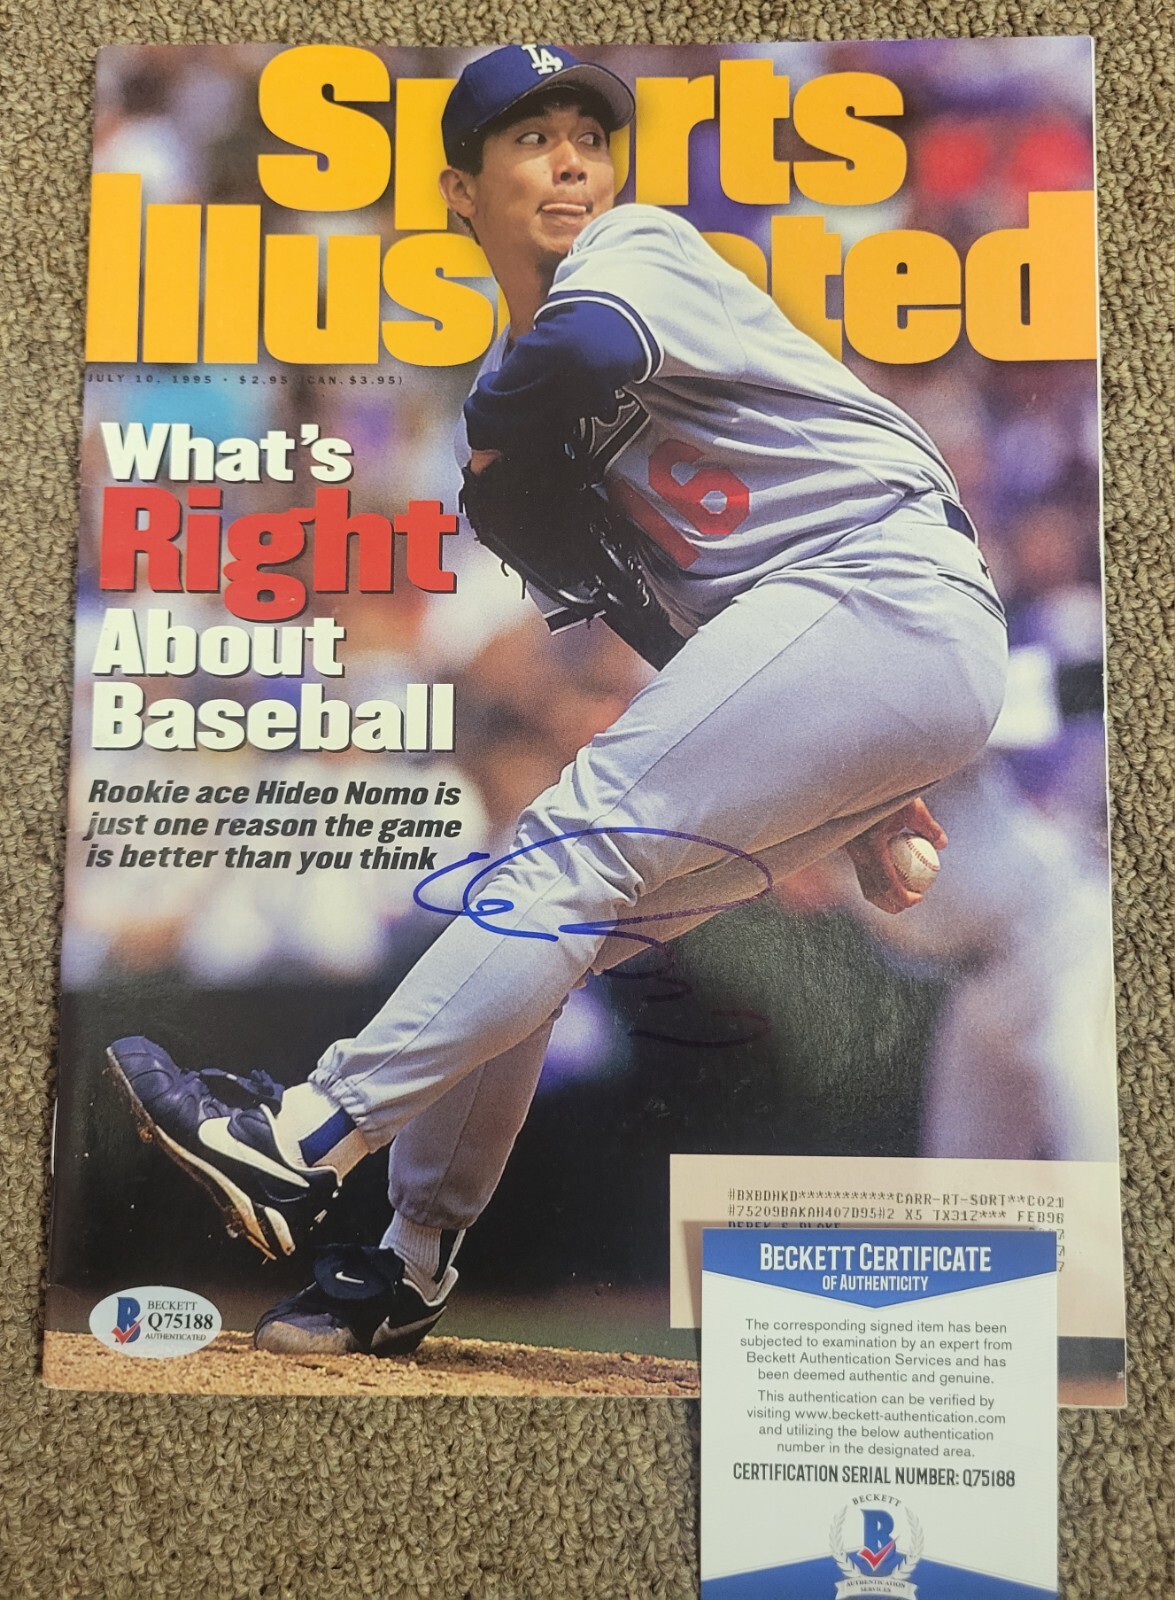 LA
Sports
Illustrated
JULY 10, 1995 • $2.95 (CAN. $3.95)
What's
Right
About
Baseball
Rookie ace Hideo Nomo is
just one reason the game
is better than you think
16
#BXBDHKD***********CARR-RT-SORT**C021
#75209BAKAH407D95#2 X5 TX312*** FEB96
BECKETT
Q75188
AUTHENTICATED
BECKETT CERTIFICATE
OF AUTHENTICITY
The corresponding signed item has been
subjected to examination by an expert from
Beckett Authentication Services and has
been deemed authentic and genuine.
This authentication can be verified by
visiting www.beckett-authentication.com
and utilizing the below authentication
number in the designated area.
CERTIFICATION SERIAL NUMBER: Q75188
BECKETT
B
AUTHENTICATION
SERVICES